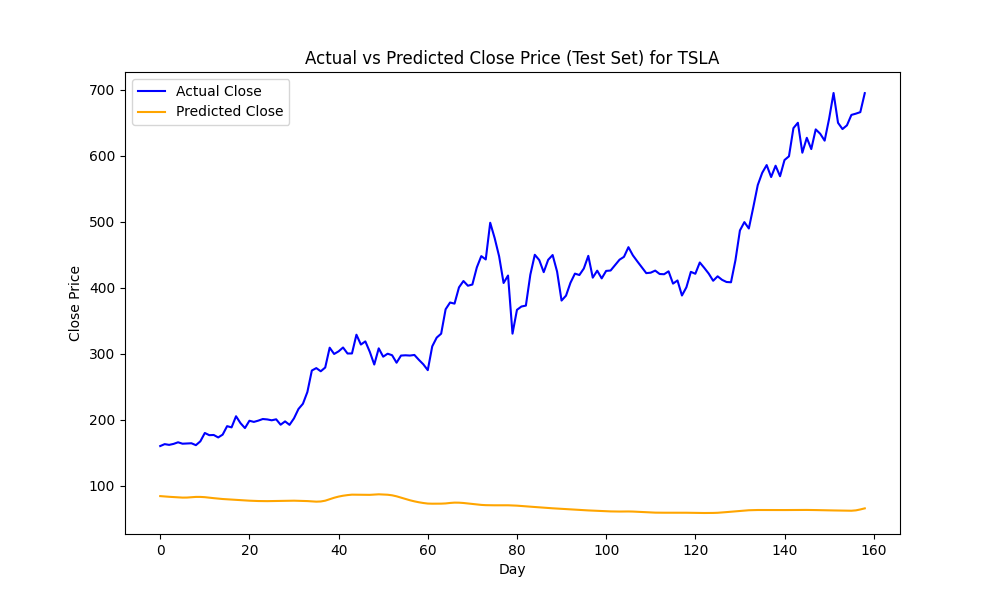 Actual vs Predicted Close Price (Test Set) for TSLA
Actual Close
Predicted Close
Close Price
700
600
500
400
300
200
100
0 20 40 60 80 100 120 140 160
Day